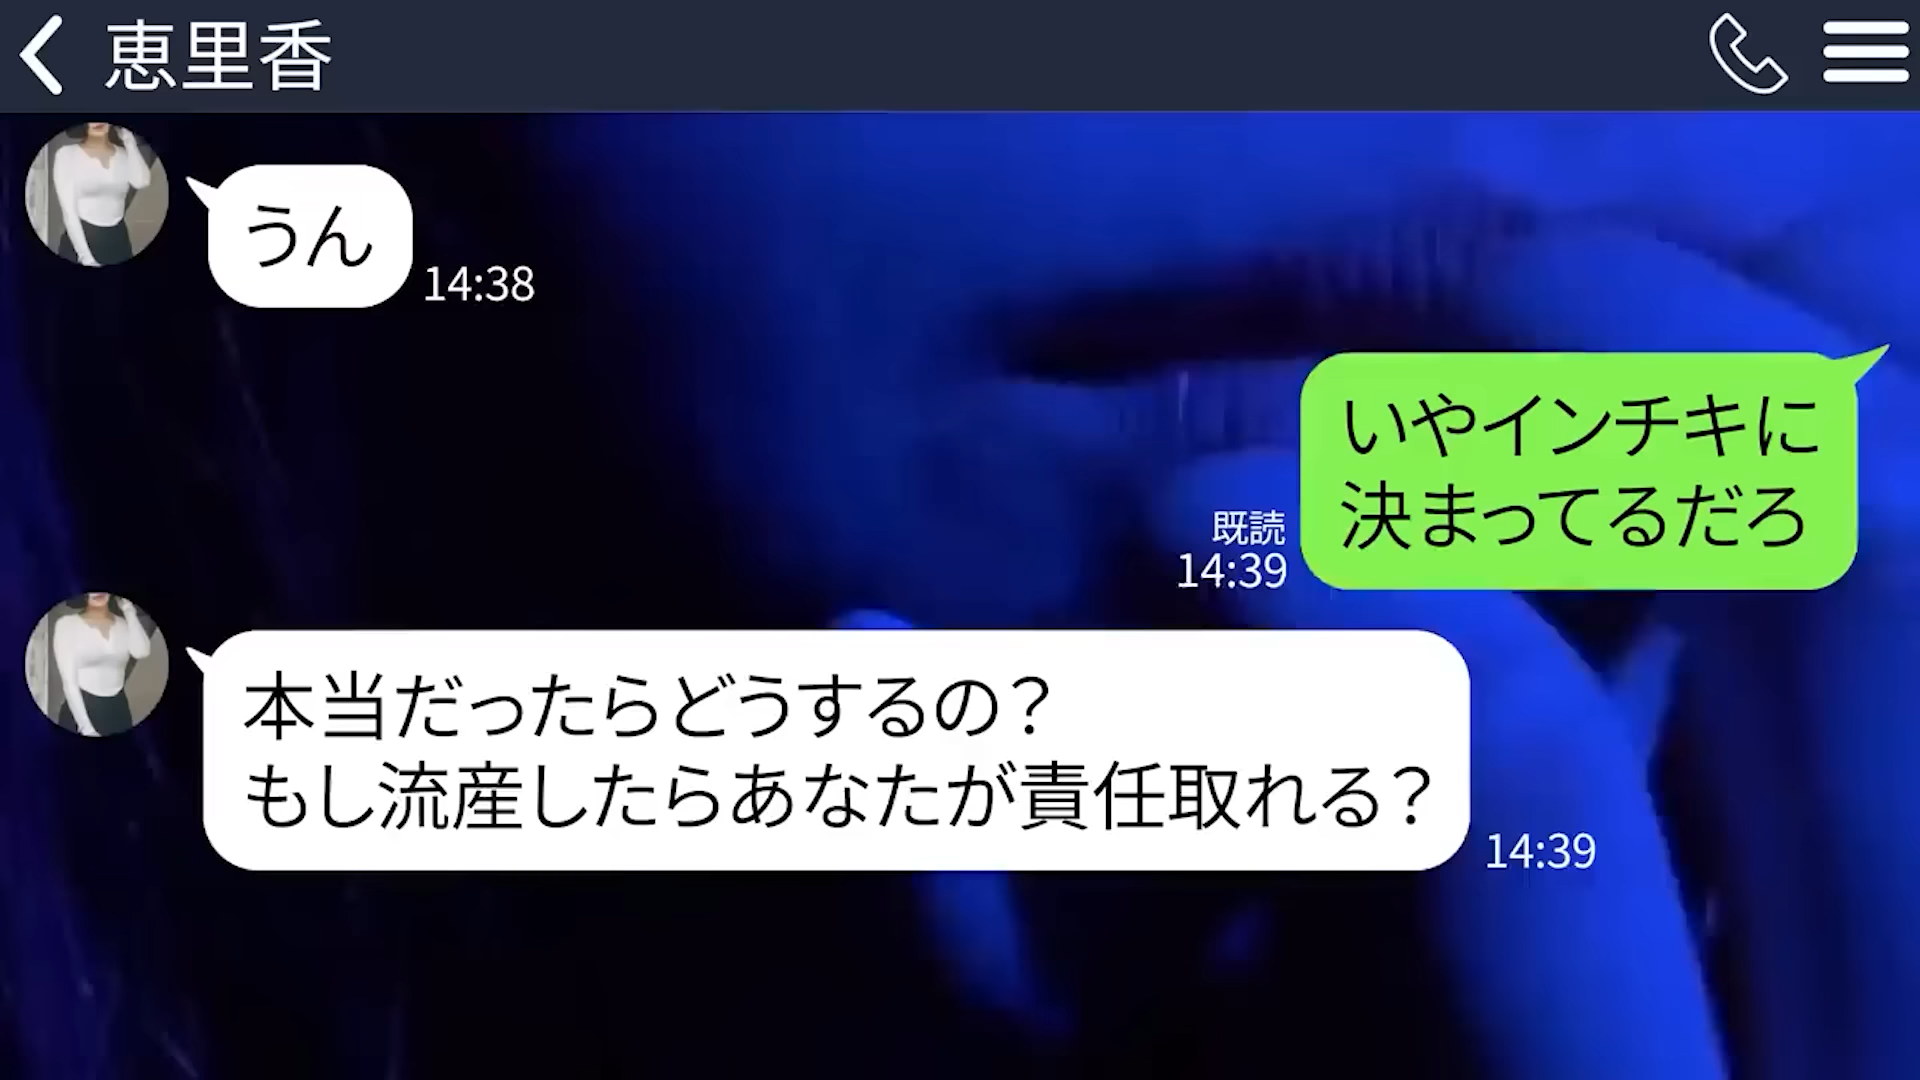 恵里香
うん
14:38
いやインチキに
決まってるだろ
既読
14:39
本当だったらどうするの？
もし流産したらあなたが責任取れる？
14:39